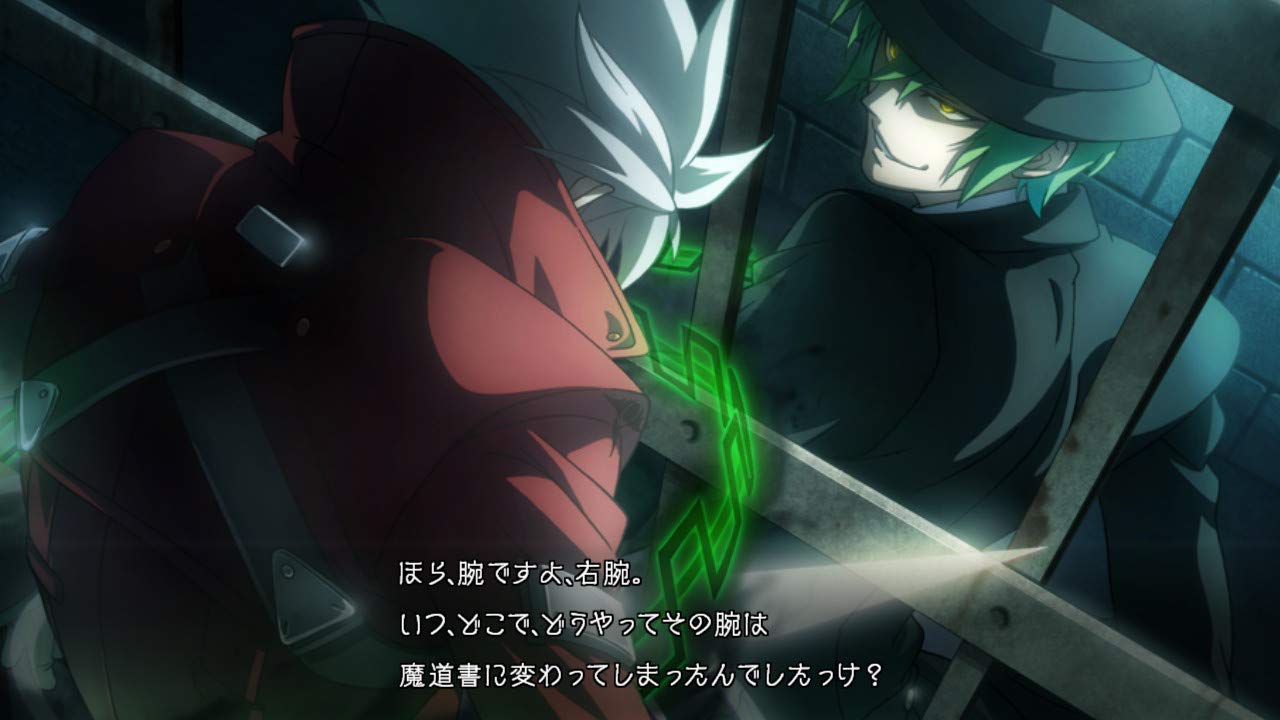 ほら、腕ですよ、右腕。
いつ、どこで、どうやってその腕は
魔道書に変わってしまったんでしたっけ？